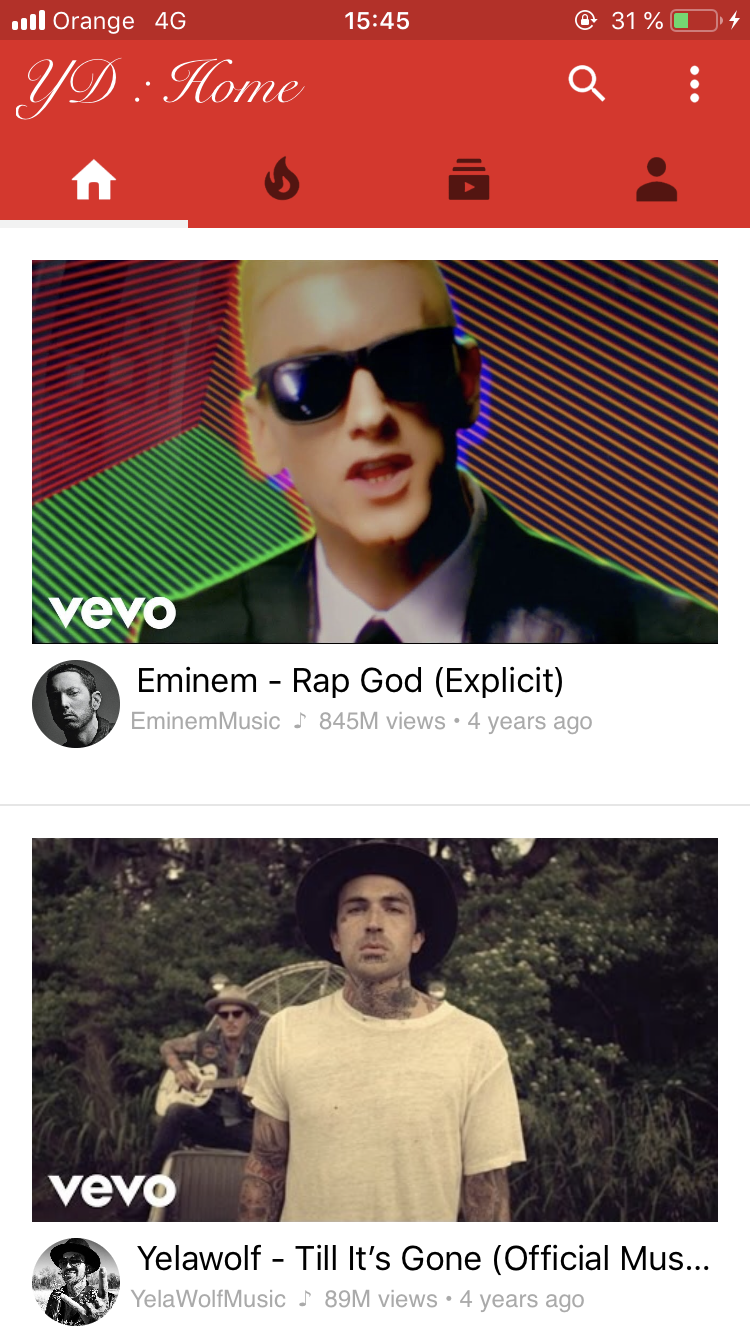 Orange 4G 15:45 31 %
YD : Home
vevo
Eminem - Rap God (Explicit)
EminemMusic ♪ 845M views • 4 years ago
vevo
Yelawolf - Till It’s Gone (Official Mus...
YelaWolfMusic ♪ 89M views • 4 years ago